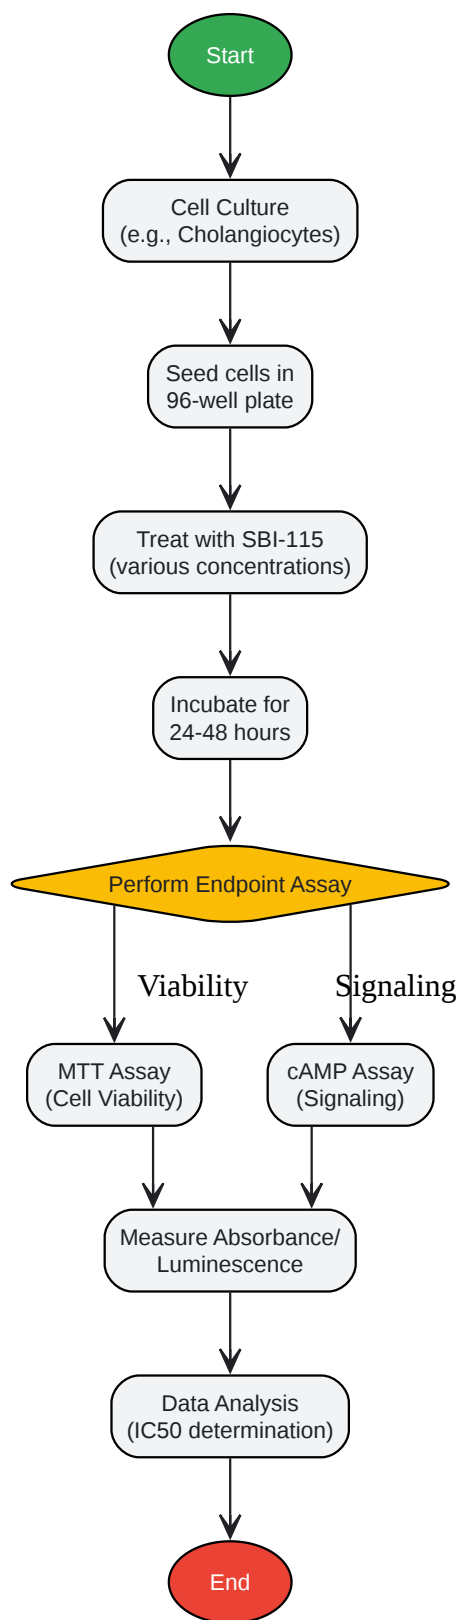 Start
Cell Culture
(e.g., Cholangiocytes)
Seed cells in
96-well plate
Treat with SBI-115
(various concentrations)
Incubate for
24-48 hours
Perform Endpoint Assay
Viability
Signaling
MTT Assay
(Cell Viability)
cAMP Assay
(Signaling)
Measure Absorbance/
Luminescence
Data Analysis
(IC50 determination)
End